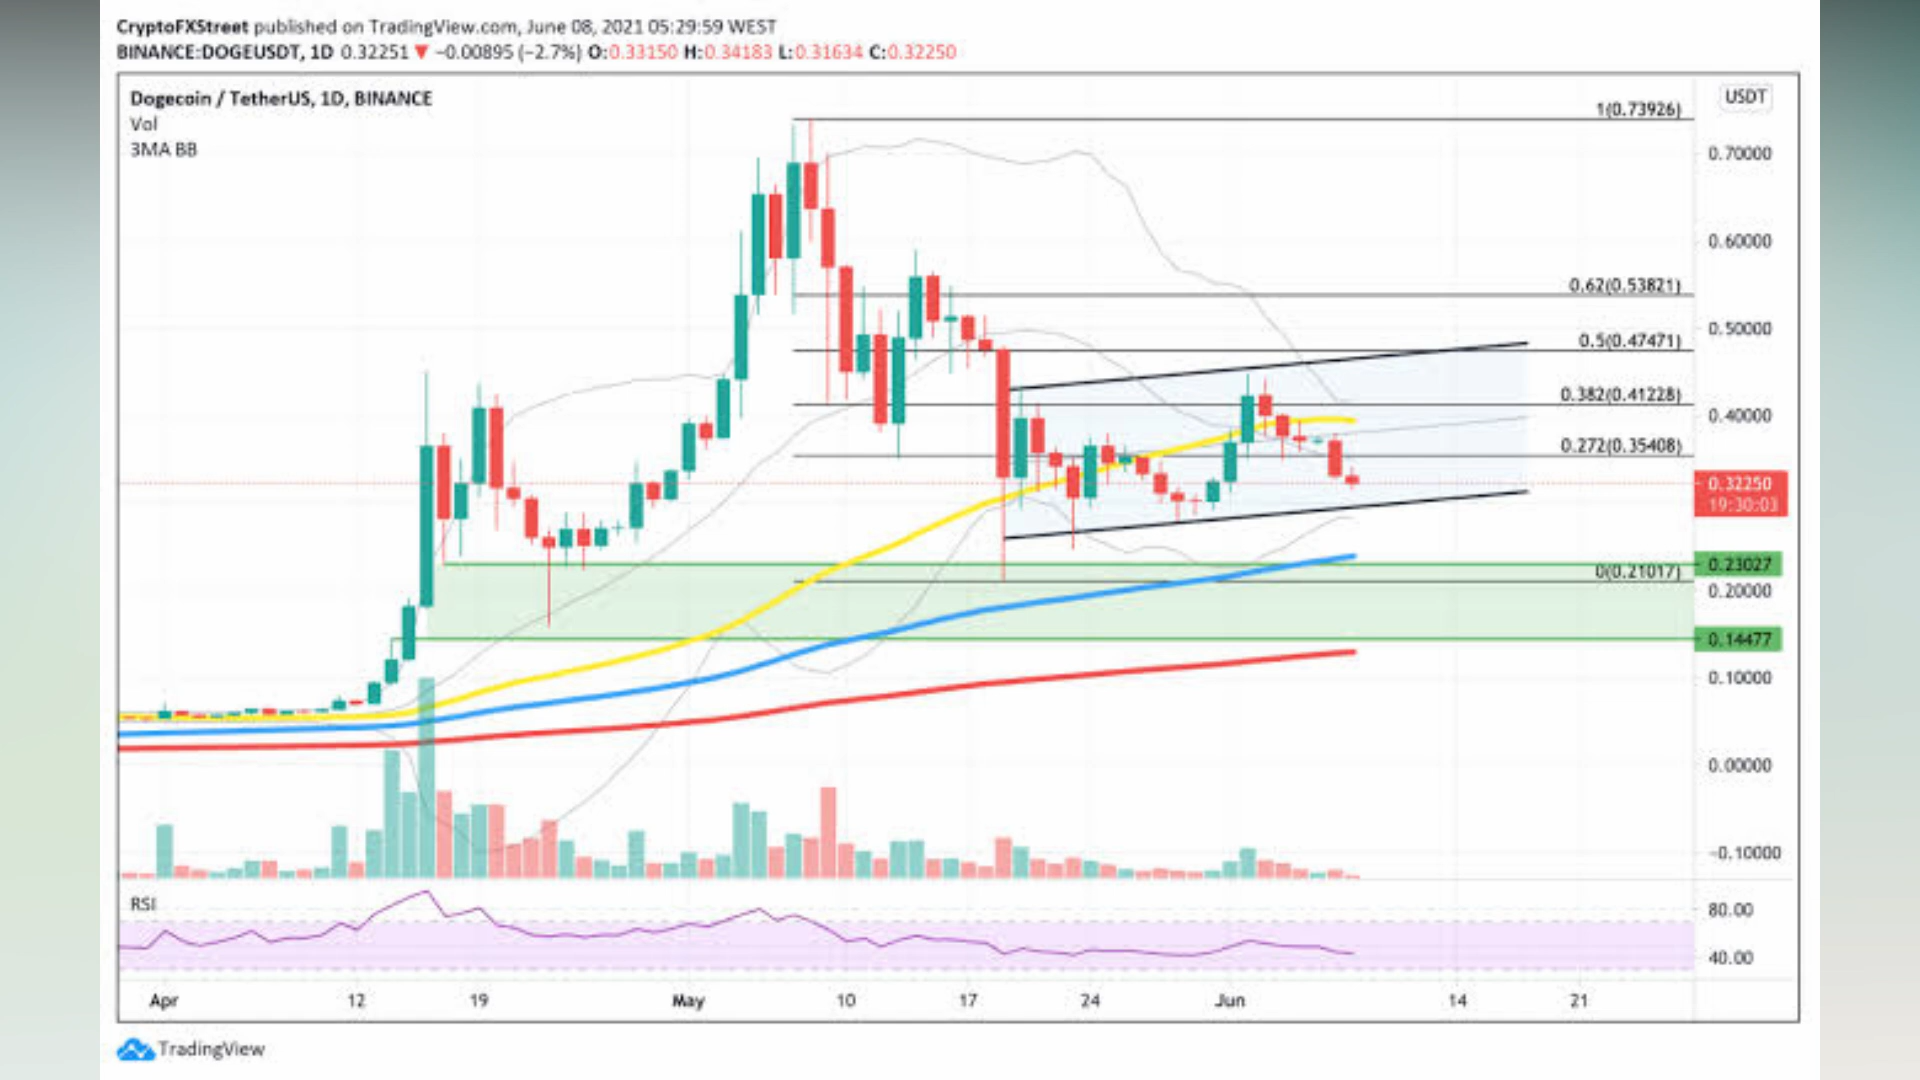 CryptoFXStreet published on TradingView.com, June 08, 2021 05:29:59 WEST
BINANCE:DOGEUSDT, 1D 0.32251 ▼ −0.00895 (−2.7%) O:0.33150 H:0.34183 L:0.31634 C:0.32250
Dogecoin / TetherUS, 1D, BINANCE
Vol
3MA BB
USDT
1(0.73926)
0.70000
0.60000
0.62(0.53821)
0.50000
0.5(0.47471)
0.382(0.41228)
0.40000
0.272(0.35408)
0.32250
19:30:03
0.23027
0(0.21017)
0.20000
0.14477
0.10000
0.00000
−0.10000
RSI
80.00
40.00
Apr 12 19 May 10 17 24 Jun 14 21
TradingView